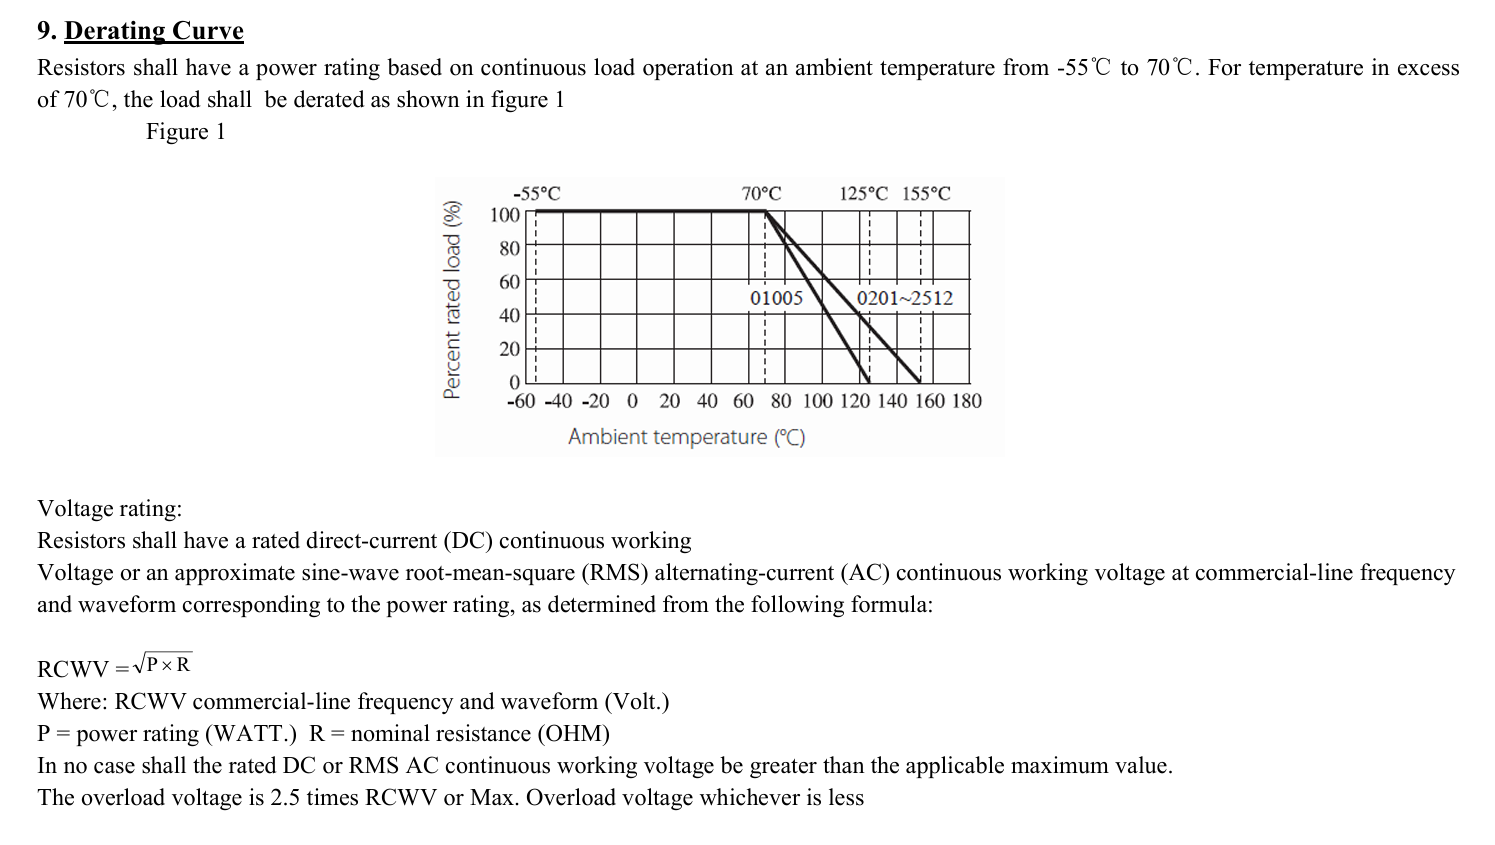 9. Derating Curve
Resistors shall have a power rating based on continuous load operation at an ambient temperature from -55℃ to 70℃. For temperature in excess
of 70℃, the load shall be derated as shown in figure 1
Figure 1
-55°C 70°C 125°C 155°C
Percent rated load (%)
100
80
60
01005 0201~2512
40
20
0
-60 -40 -20 0 20 40 60 80 100 120 140 160 180
Ambient temperature (℃)
Voltage rating:
Resistors shall have a rated direct-current (DC) continuous working
Voltage or an approximate sine-wave root-mean-square (RMS) alternating-current (AC) continuous working voltage at commercial-line frequency
and waveform corresponding to the power rating, as determined from the following formula:
RCWV = √P × R
Where: RCWV commercial-line frequency and waveform (Volt.)
P = power rating (WATT.) R = nominal resistance (OHM)
In no case shall the rated DC or RMS AC continuous working voltage be greater than the applicable maximum value.
The overload voltage is 2.5 times RCWV or Max. Overload voltage whichever is less